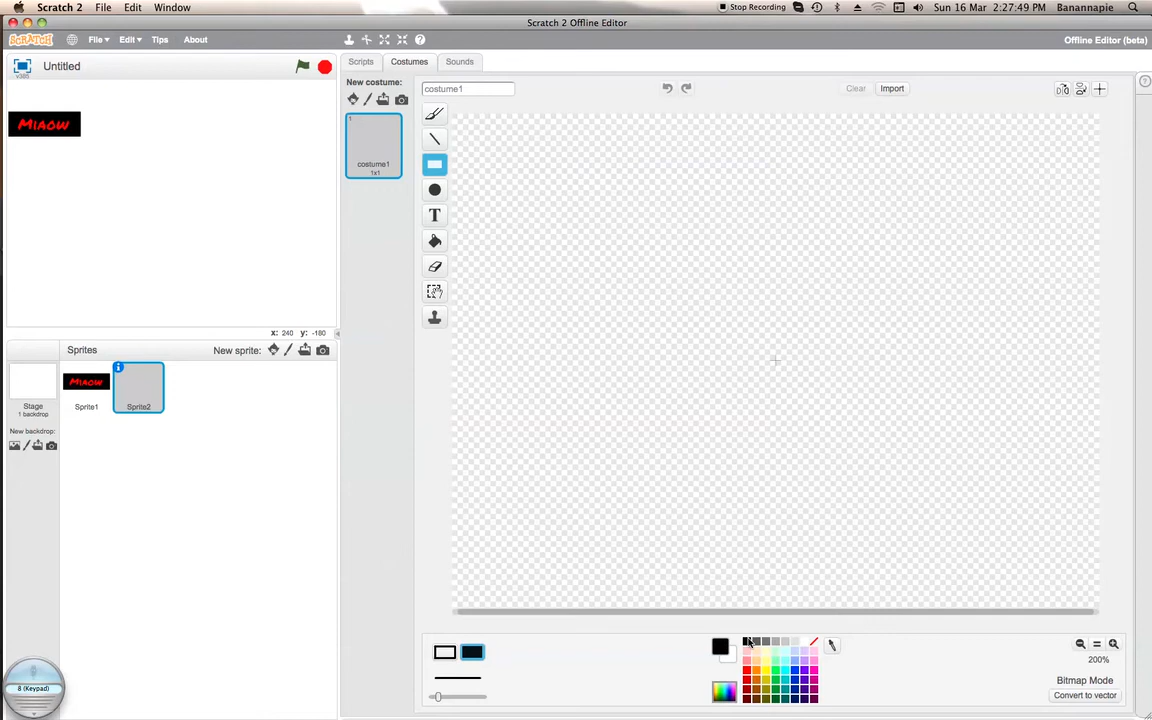 Scratch 2 File Edit Window Stop Recording Sun 16 Mar 2:27:49 PM Banannapie
Scratch 2 Offline Editor
SCRATCH File Edit Tips About Offline Editor (beta)
Untitled
v385
Scripts Costumes Sounds
New costume:
costume1 Clear Import
1
costume1
1x1
T
MIAOW
x: 240 y: -180
Sprites New sprite:
MIAOW
Sprite1
Sprite2
Stage
1 backdrop
New backdrop:
8 (Keypad)
200%
Bitmap Mode
Convert to vector